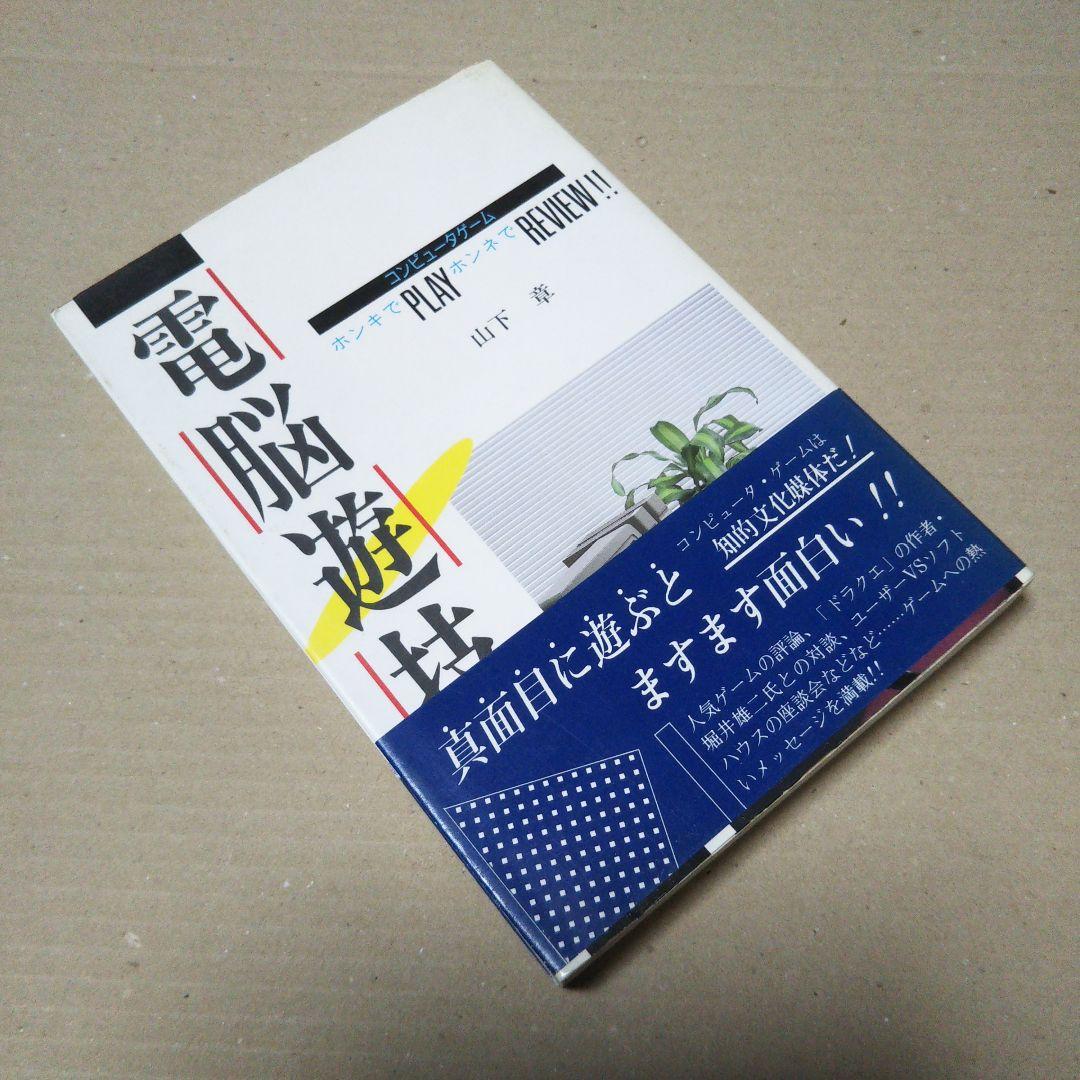 コンピュータゲーム
ホンキでPLAYホンネでREVIEW!!
山下 章
電脳遊技
コンピュータ・ゲームは
知的文化媒体だ!
真面目に遊ぶと
ますます面白い!!
人気ゲームの評論、「ドラクエ」の作者・
堀井雄二氏との対談、ユーザーVSソフト
ハウスの座談会などなど……ゲームへの熱
いメッセージを満載!!